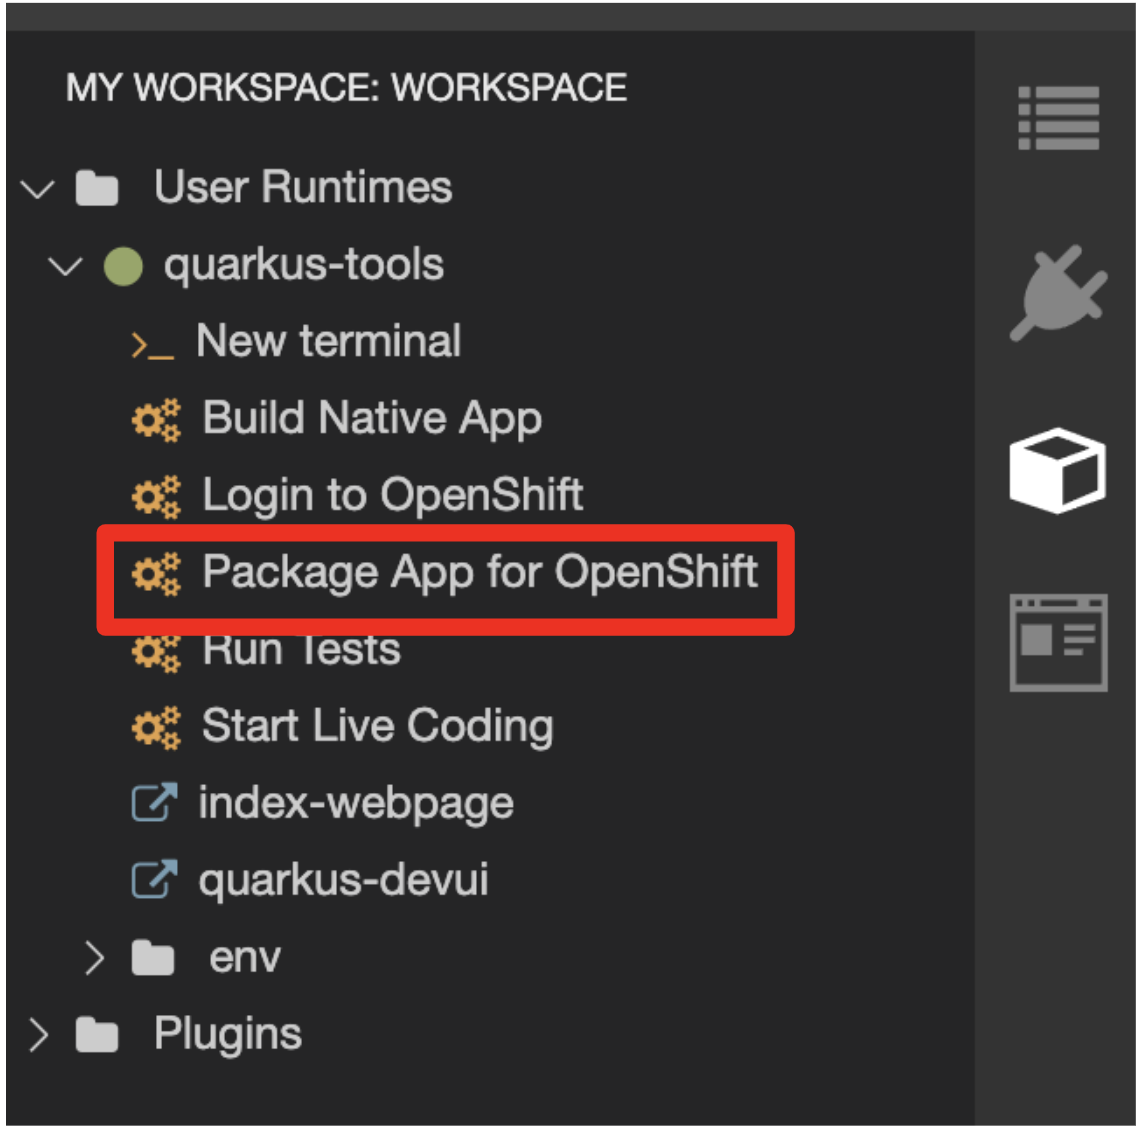 MY WORKSPACE: WORKSPACE
User Runtimes
quarkus-tools
>_ New terminal
Build Native App
Login to OpenShift
Package App for OpenShift
Run Tests
Start Live Coding
index-webpage
quarkus-devui
env
Plugins